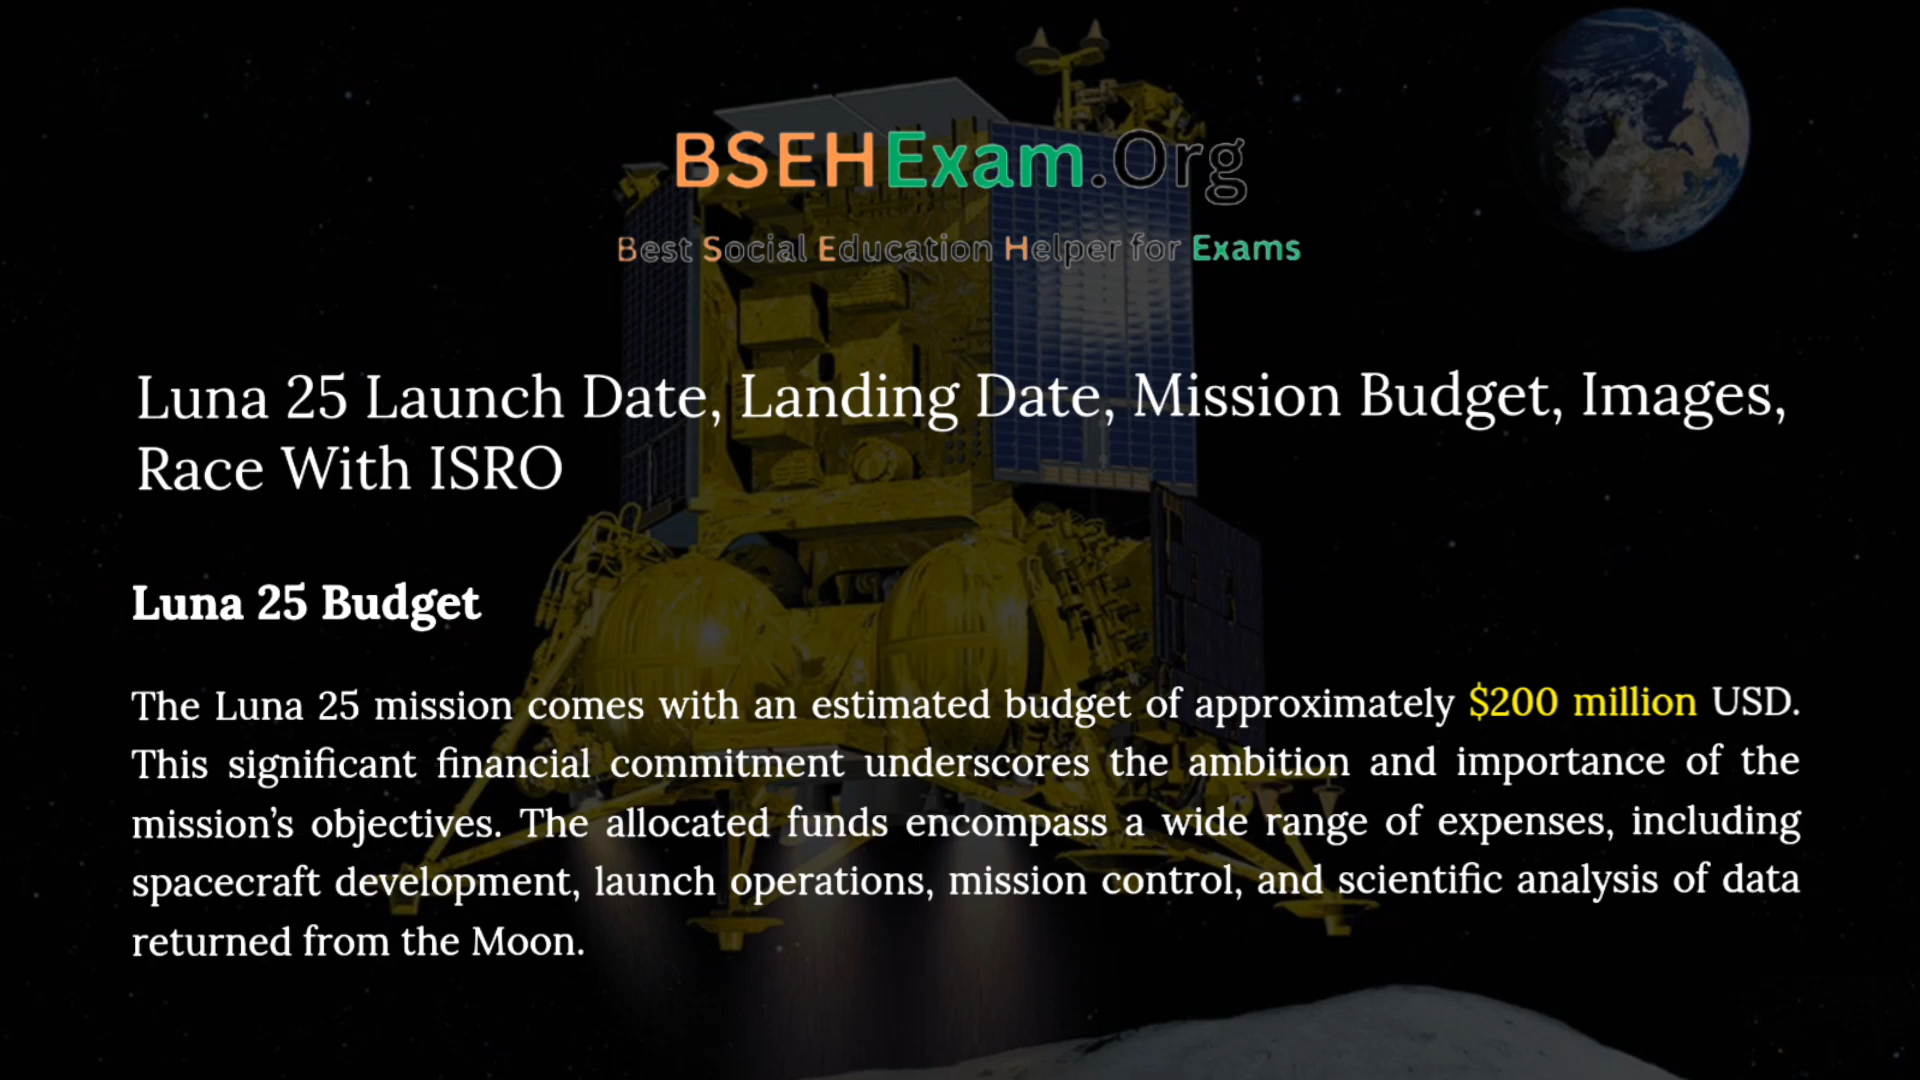 BSEHExam.Org
Best Social Education Helper for Exams
Luna 25 Launch Date, Landing Date, Mission Budget, Images,
Race With ISRO
Luna 25 Budget
The Luna 25 mission comes with an estimated budget of approximately $200 million USD.
This significant financial commitment underscores the ambition and importance of the
mission’s objectives. The allocated funds encompass a wide range of expenses, including
spacecraft development, launch operations, mission control, and scientific analysis of data
returned from the Moon.